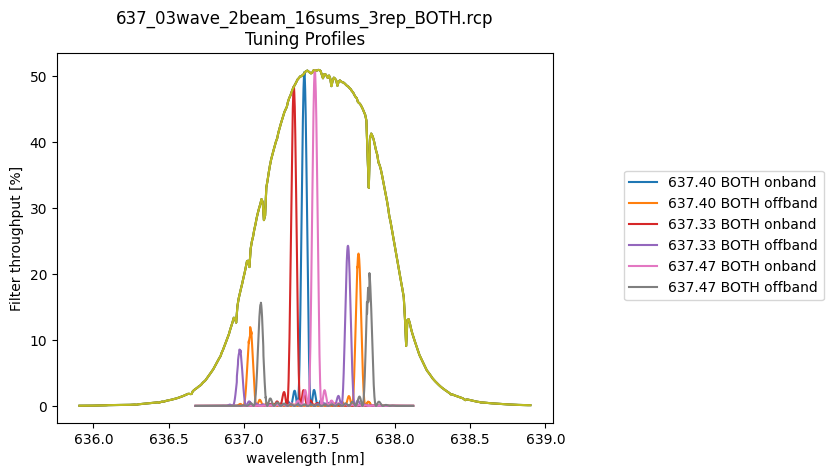 637_03wave_2beam_16sums_3rep_BOTH.rcp
Tuning Profiles
Filter throughput [%]
50
40
30
20
10
0
636.0 636.5 637.0 637.5 638.0 638.5 639.0
wavelength [nm]
637.40 BOTH onband
637.40 BOTH offband
637.33 BOTH onband
637.33 BOTH offband
637.47 BOTH onband
637.47 BOTH offband